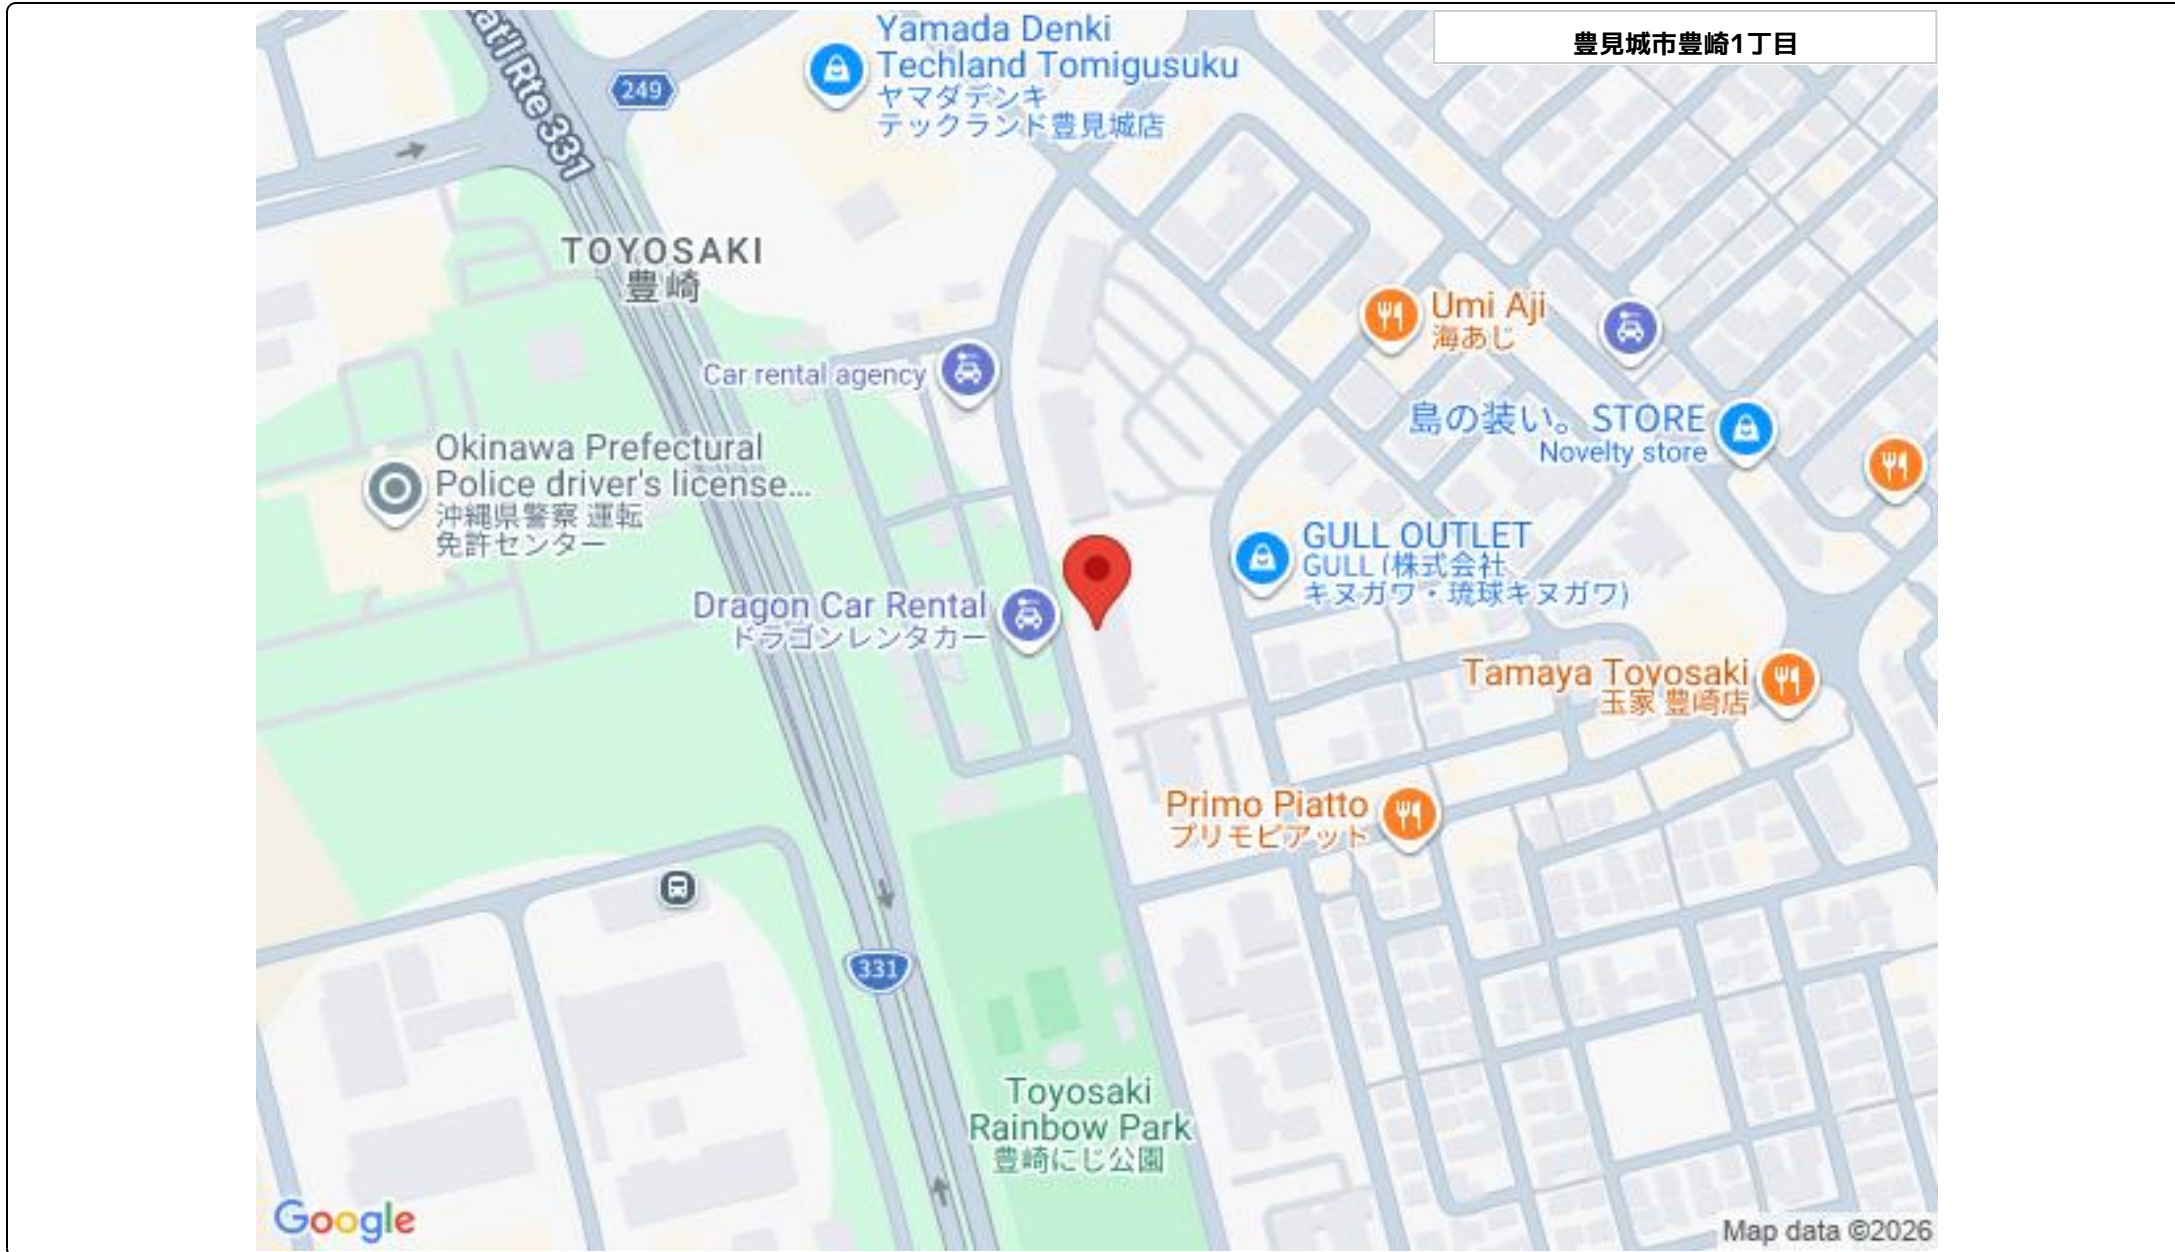 豊見城市豊崎1丁目
at'l Rte 331
249
Yamada Denki
Techland Tomigusuku
ヤマダデンキ
テックランド豊見城店
TOYOSAKI
豊崎
Umi Aji
海あじ
Car rental agency
島の装い。STORE
Novelty store
Okinawa Prefectural
Police driver's license...
沖縄県警察 運転
免許センター
GULL OUTLET
GULL (株式会社
キヌガワ・琉球キヌガワ)
Dragon Car Rental
ドラゴンレンタカー
Tamaya Toyosaki
玉家 豊崎店
Primo Piatto
プリモピアット
331
Toyosaki
Rainbow Park
豊崎にじ公園
Google
Map data ©2026